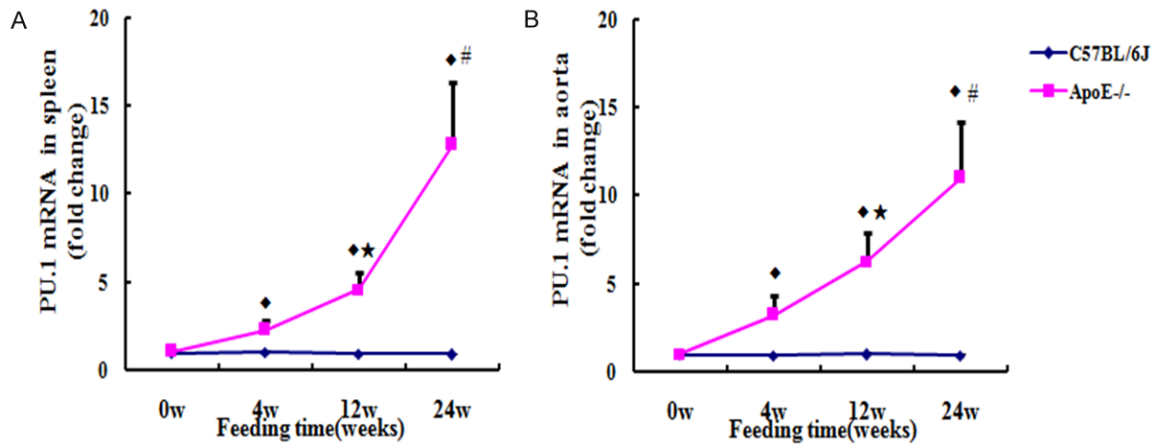 A
PU.1 mRNA in spleen
(fold change)
20
15
10
5
0
◆ #
◆★
◆
0w 4w 12w 24w
Feeding time(weeks)
B
PU.1 mRNA in aorta
(fold change)
20
15
10
5
0
◆ #
◆★
◆
0w 4w 12w 24w
Feeding time(weeks)
C57BL/6J
ApoE-/-